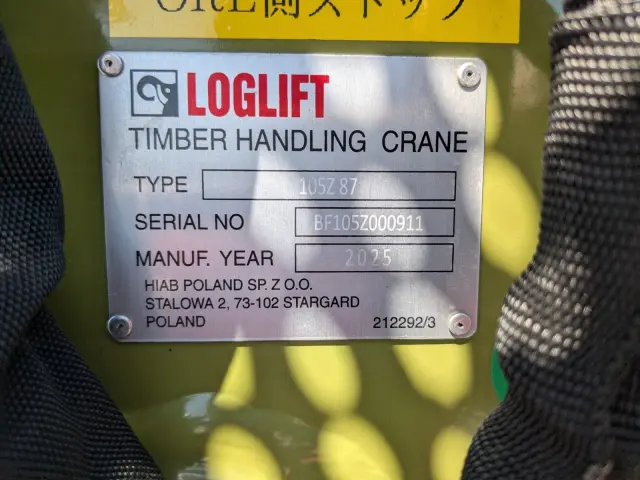 LOGLIFT
TIMBER HANDLING CRANE
TYPE 105Z 87
SERIAL NO BF105Z000911
MANUF. YEAR 2025
HIAB POLAND SP. Z O.O.
STALOWA 2, 73-102 STARGARD
POLAND 212292/3